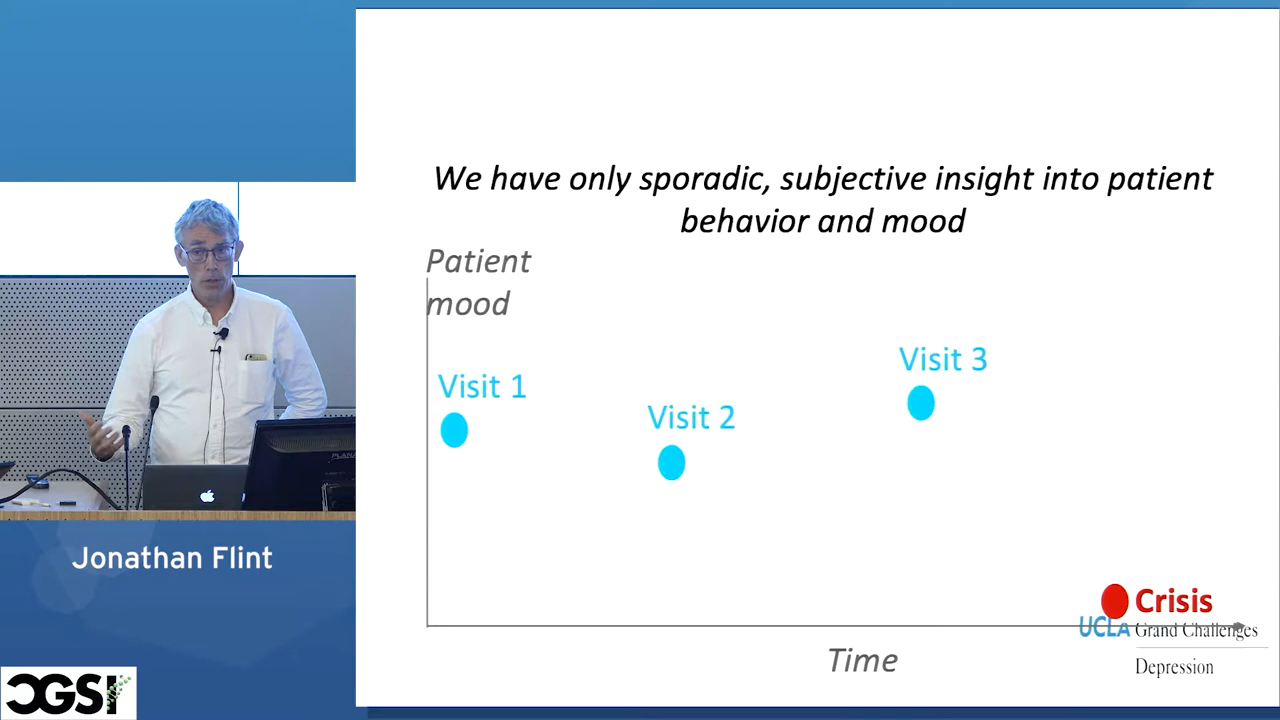 We have only sporadic, subjective insight into patient
behavior and mood
Patient
mood
Visit 1
Visit 2
Visit 3
Crisis
UCLA Grand Challenges
Depression
Time
Jonathan Flint
CGSI